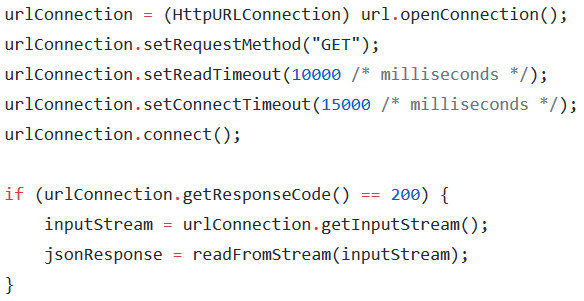 urlConnection = (HttpURLConnection) url.openConnection();
urlConnection.setRequestMethod("GET");
urlConnection.setReadTimeout(10000 /* milliseconds */);
urlConnection.setConnectTimeout(15000 /* milliseconds */);
urlConnection.connect();

if (urlConnection.getResponseCode() == 200) {
    inputStream = urlConnection.getInputStream();
    jsonResponse = readFromStream(inputStream);
}